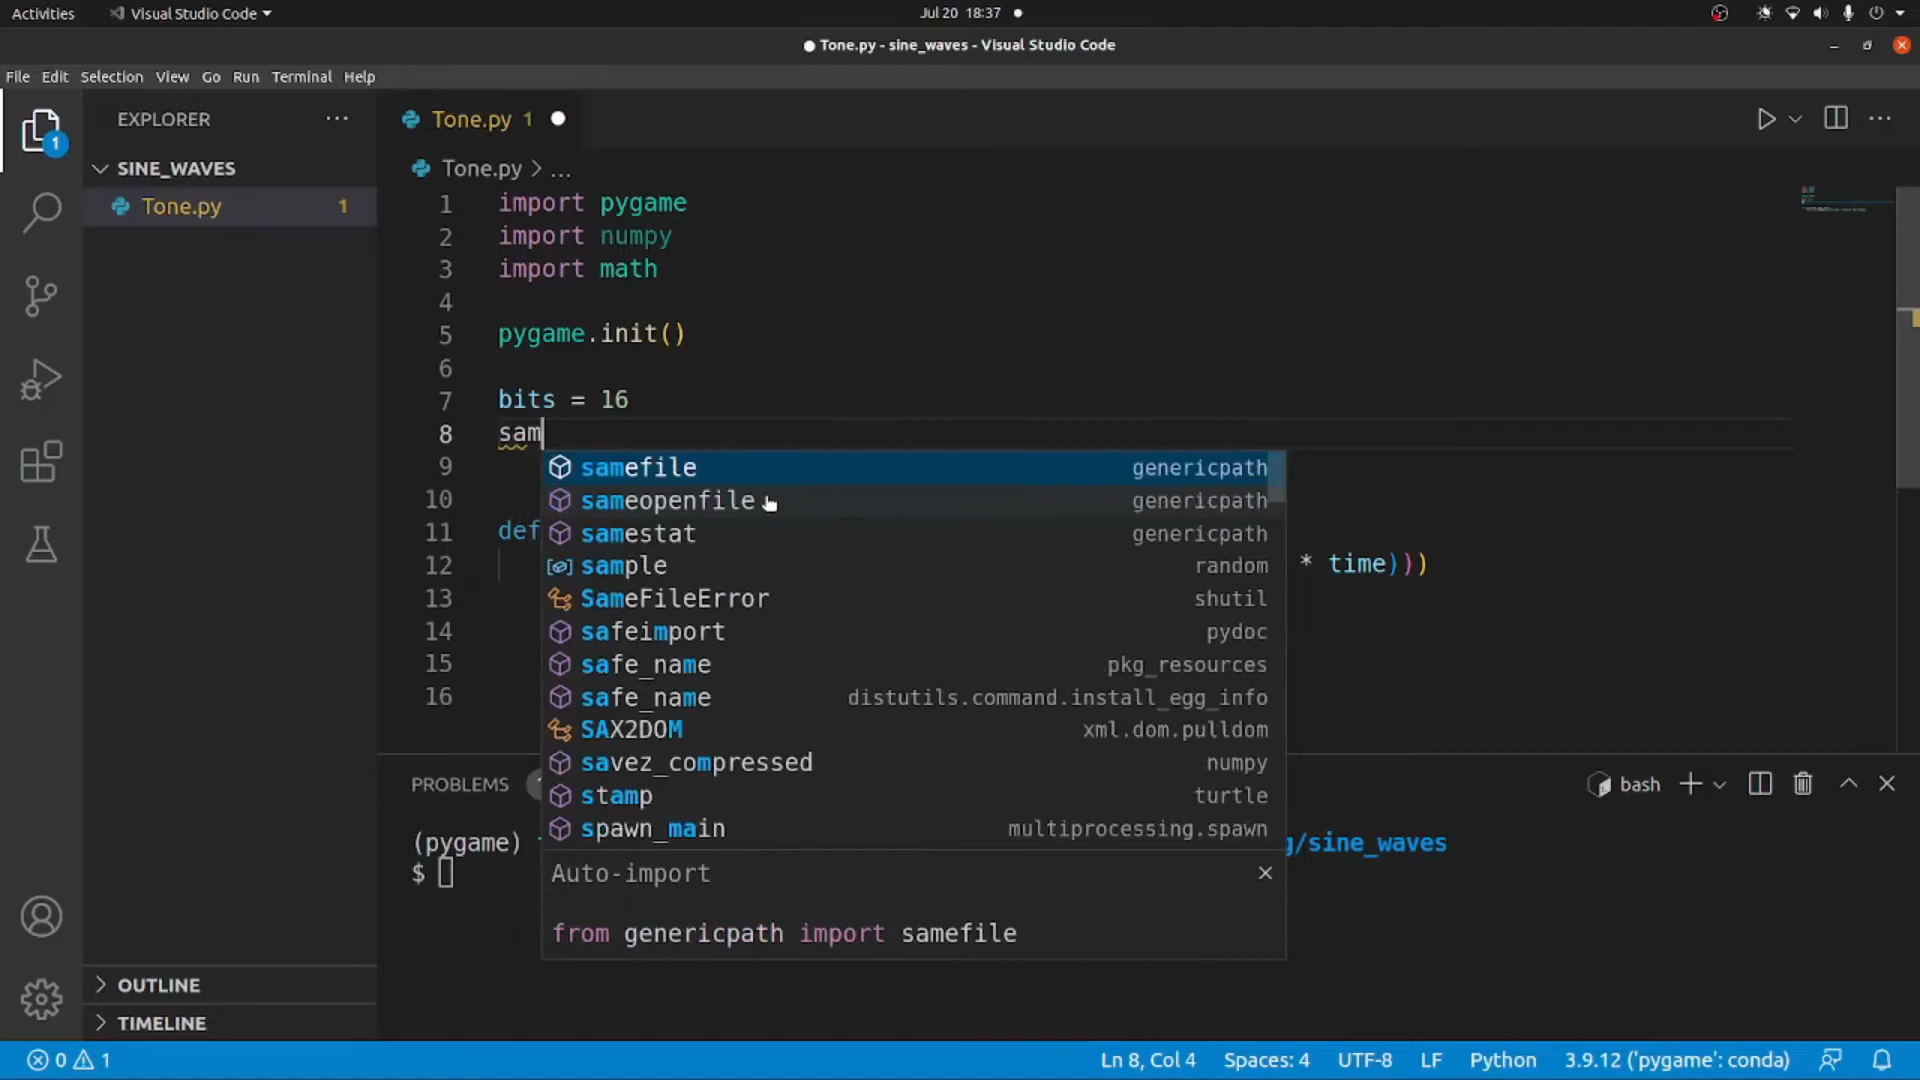 Activities Visual Studio Code Jul 20 18:37
Tone.py - sine_waves - Visual Studio Code
File Edit Selection View Go Run Terminal Help
EXPLORER ...
1
SINE_WAVES
Tone.py 1
OUTLINE
TIMELINE
Tone.py 1
Tone.py > ...
1 import pygame
2 import numpy
3 import math
4
5 pygame.init()
6
7 bits = 16
8 sam
9
10
11 def
12 * time)))
13
14
15
16
samefile genericpath
sameopenfile genericpath
samestat genericpath
sample random
SameFileError shutil
safeimport pydoc
safe_name pkg_resources
safe_name distutils.command.install_egg_info
SAX2DOM xml.dom.pulldom
savez_compressed numpy
stamp turtle
spawn_main multiprocessing.spawn
Auto-import
from genericpath import samefile
PROBLEMS bash
(pygame) g/sine_waves
$
0 1 Ln 8, Col 4 Spaces: 4 UTF-8 LF Python 3.9.12 ('pygame': conda)